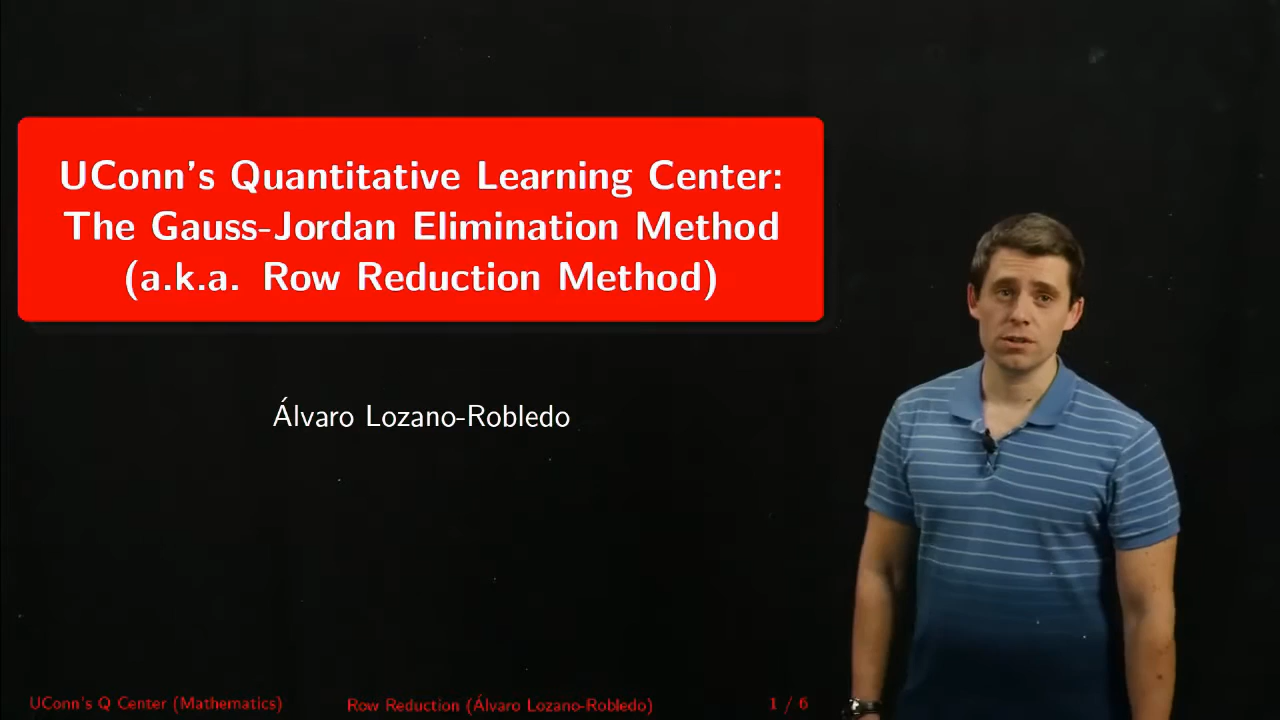 UConn's Quantitative Learning Center:
The Gauss-Jordan Elimination Method
(a.k.a. Row Reduction Method)
Álvaro Lozano-Robledo
UConn's Q Center (Mathematics) Row Reduction (Álvaro Lozano-Robledo) 1 / 6